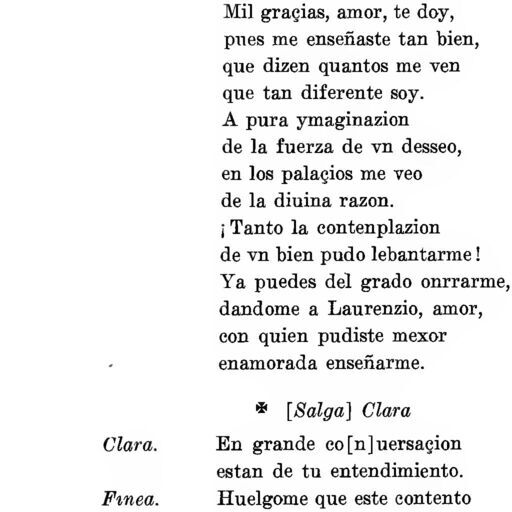 Mil graçias, amor, te doy,
pues me enseñaste tan bien,
que dizen quantos me ven
que tan diferente soy.
A pura ymaginazion
de la fuerza de vn desseo,
en los palaçios me veo
de la diuina razon.
¡Tanto la contenplazion
de vn bien pudo lebantarme!
Ya puedes del grado onrrarme,
dandome a Laurenzio, amor,
con quien pudiste mexor
enamorada enseñarme.
✠ [Salga] Clara
Clara. En grande co[n]uersaçion
estan de tu entendimiento.
Finea. Huelgome que este contento